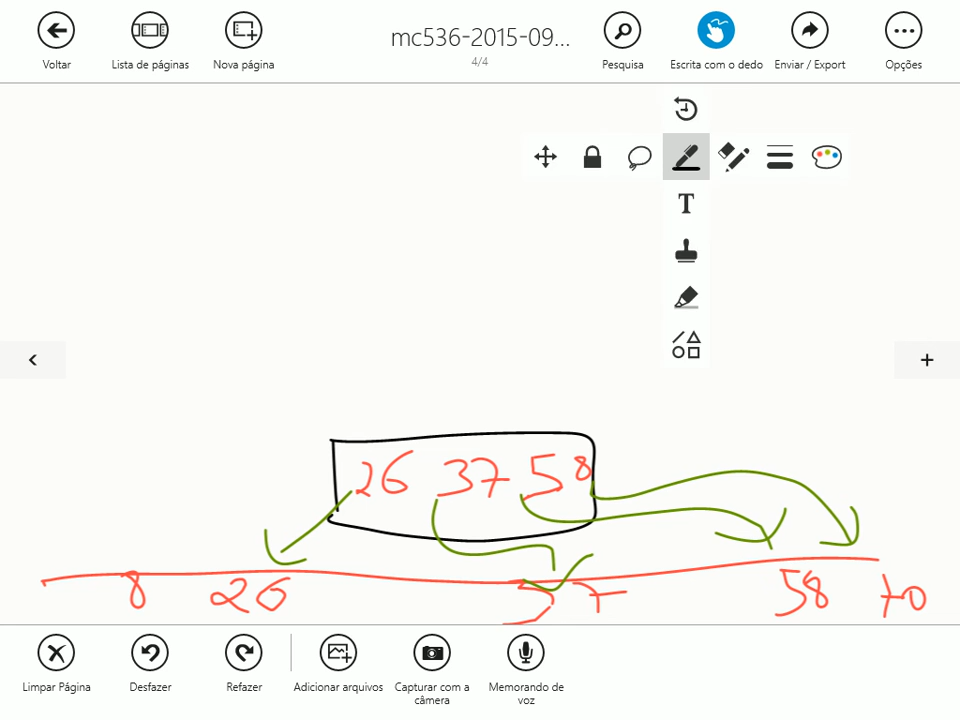 mc536-2015-09...
4/4
Voltar
Lista de páginas
Nova página
Pesquisa
Escrita com o dedo
Enviar / Export
Opções
T
<
+
26 37 58
8 26 37 58 70
Limpar Página
Desfazer
Refazer
Adicionar arquivos
Capturar com a
câmera
Memorando de
voz